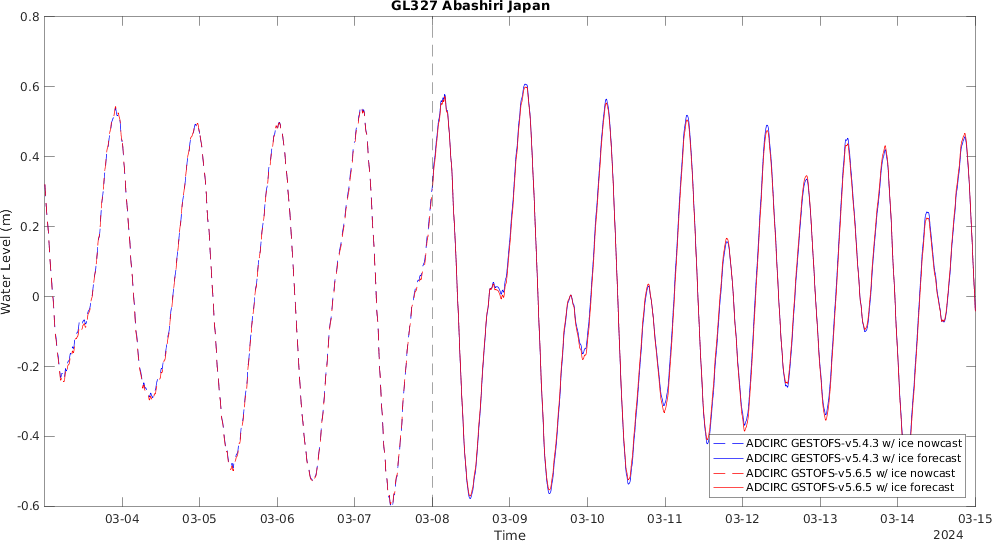 GL327 Abashiri Japan
0.8
0.6
0.4
0.2
0
-0.2
-0.4
-0.6
Water Level (m)
ADCIRC GESTOFS-v5.4.3 w/ ice nowcast
ADCIRC GESTOFS-v5.4.3 w/ ice forecast
ADCIRC GSTOFS-v5.6.5 w/ ice nowcast
ADCIRC GSTOFS-v5.6.5 w/ ice forecast
03-04 03-05 03-06 03-07 03-08 03-09 03-10 03-11 03-12 03-13 03-14 03-15
Time
2024